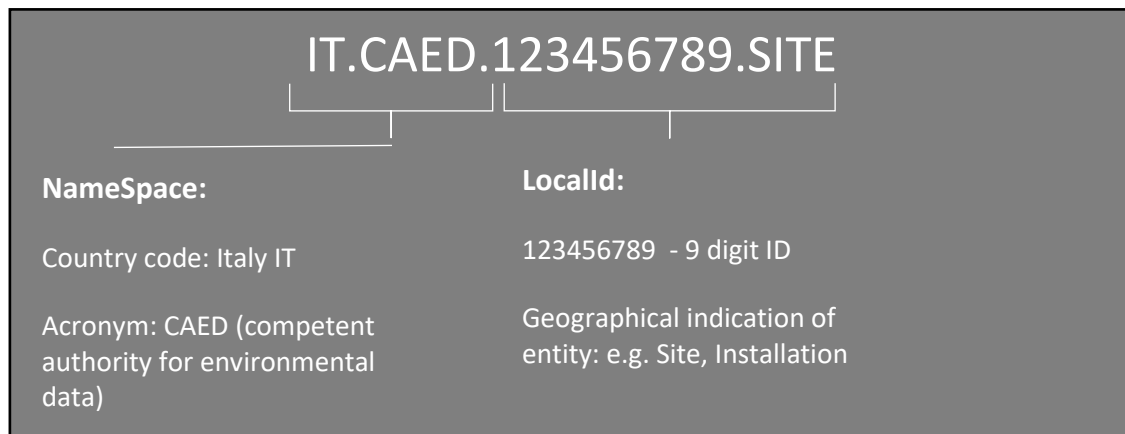 IT.CAED.123456789.SITE
NameSpace:
Country code: Italy IT
Acronym: CAED (competent
authority for environmental
data)
LocalId:
123456789  - 9 digit ID
Geographical indication of
entity: e.g. Site, Installation